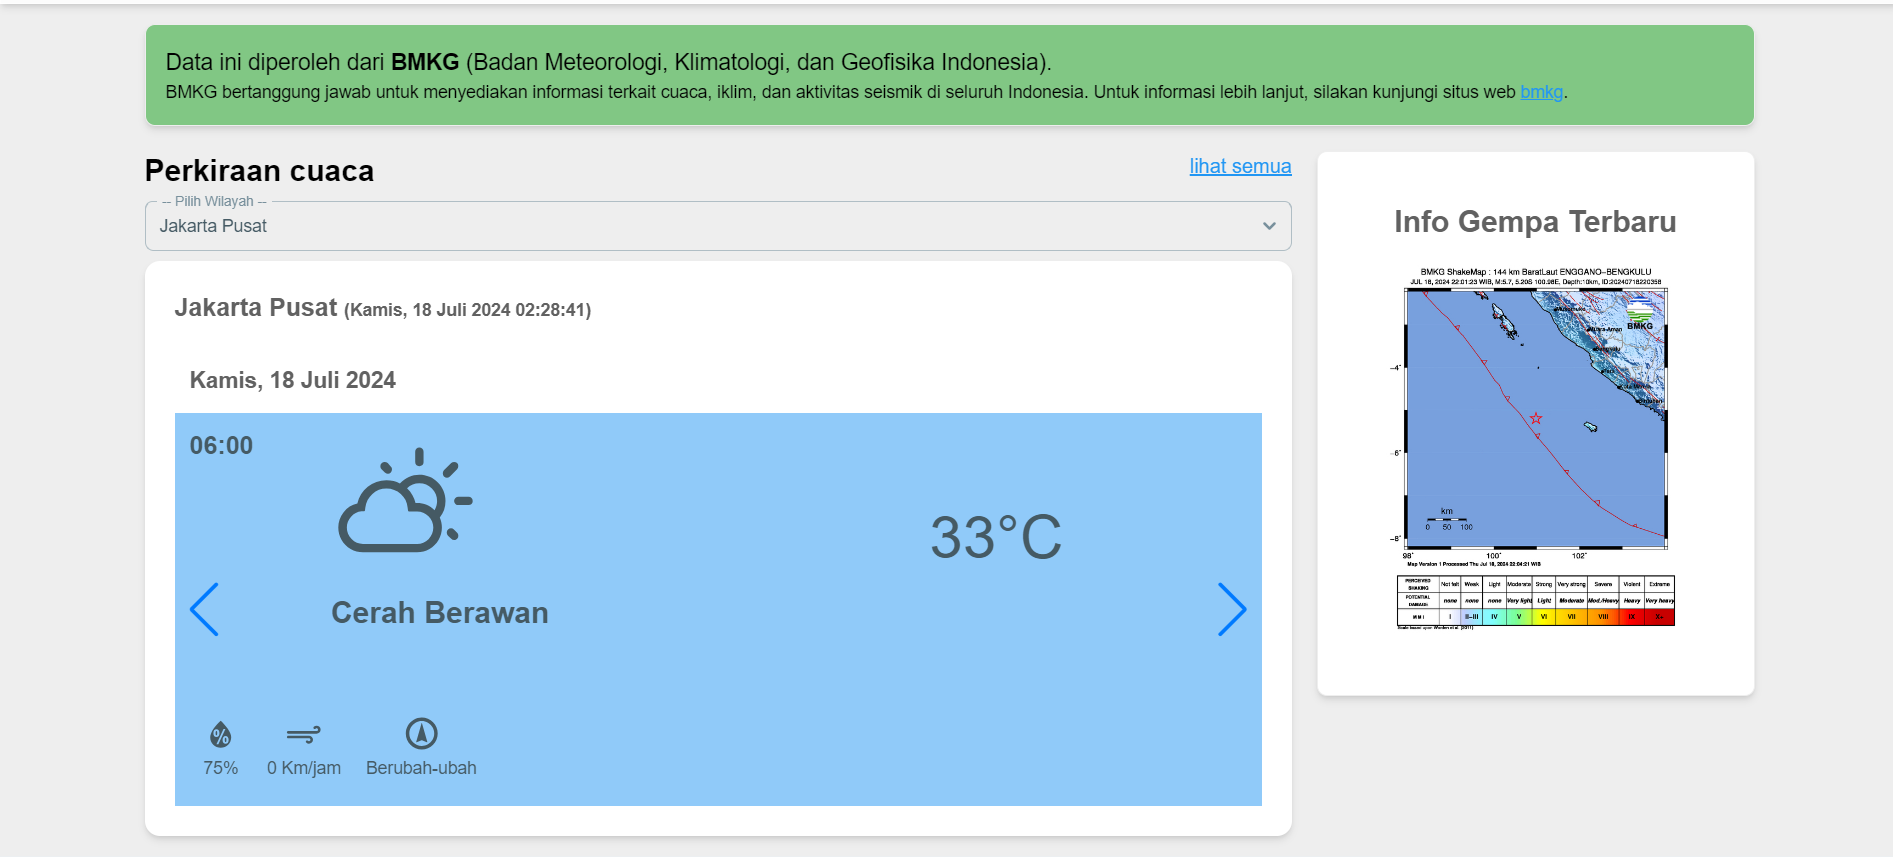 Data ini diperoleh dari BMKG (Badan Meteorologi, Klimatologi, dan Geofisika Indonesia).
BMKG bertanggung jawab untuk menyediakan informasi terkait cuaca, iklim, dan aktivitas seismik di seluruh Indonesia. Untuk informasi lebih lanjut, silakan kunjungi situs web bmkg.
Perkiraan cuaca
lihat semua
-- Pilih Wilayah --
Jakarta Pusat
Jakarta Pusat (Kamis, 18 Juli 2024 02:28:41)
Kamis, 18 Juli 2024
06:00
33°C
Cerah Berawan
75%
0 Km/jam
Berubah-ubah
Info Gempa Terbaru
BMKG ShakeMap : 144 km BaratLaut ENGGANO-BENGKULU
JUL 18, 2024 22:01:23 WIB, M:5.7, 5.20S 100.98E, Depth:10km, ID:20240718220358
BMKG
-4°
-6°
-8°
km
0 50 100
98° 100° 102°
Map Version 1 Processed Thu Jul 18, 2024 22:04:21 WIB
PERCEIVED SHAKING Not felt Weak Light Moderate Strong Very strong Severe Violent Extreme
POTENTIAL DAMAGE none none none Very light Light Moderate Mod./Heavy Heavy Very heavy
MMI I II-III IV V VI VII VIII IX X+